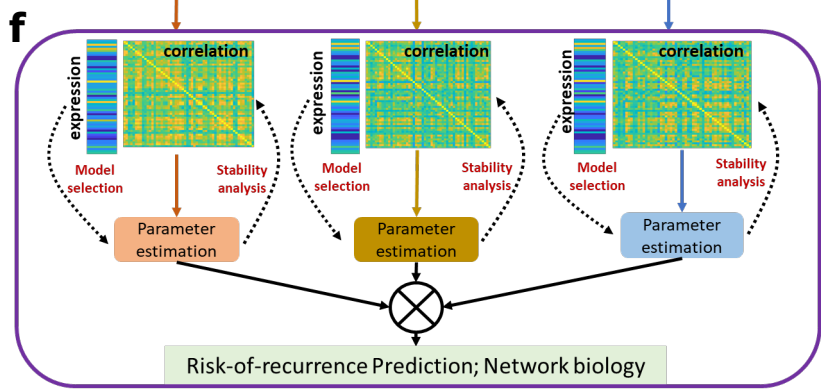 f
expression
correlation
Model
selection
Stability
analysis
Parameter
estimation
expression
correlation
Model
selection
Stability
analysis
Parameter
estimation
expression
correlation
Model
selection
Stability
analysis
Parameter
estimation
Risk-of-recurrence Prediction; Network biology